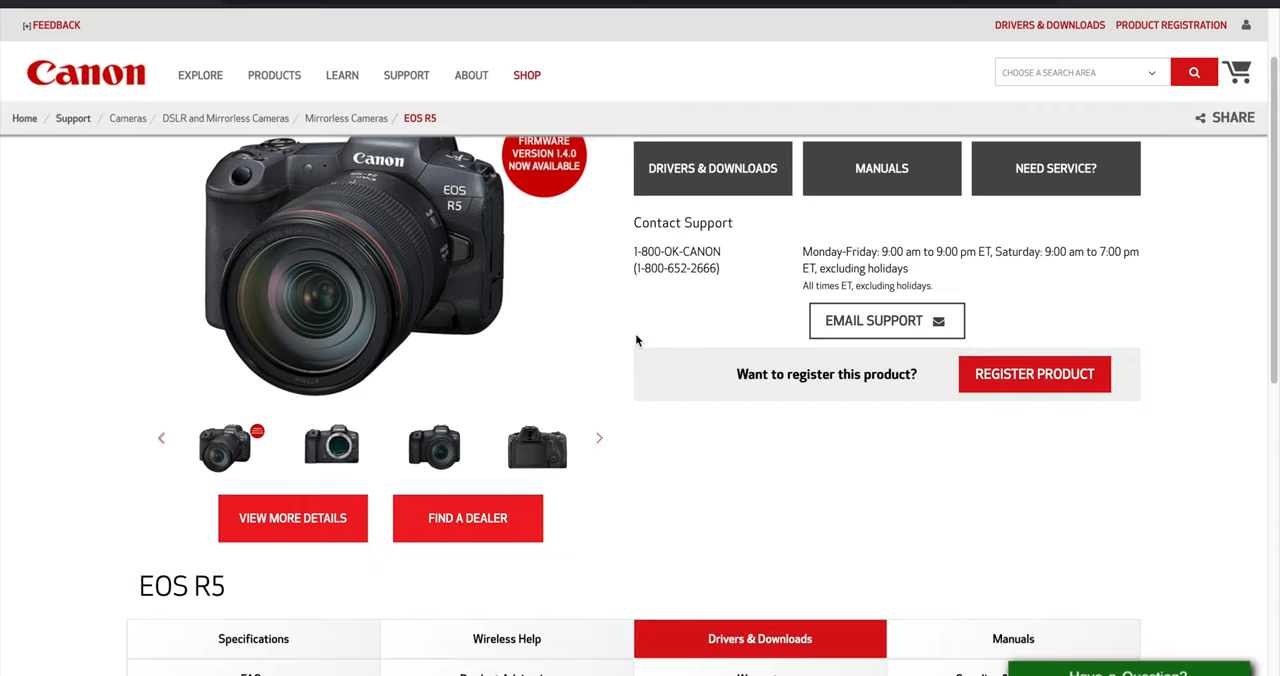 [+] FEEDBACK
DRIVERS & DOWNLOADS PRODUCT REGISTRATION
Canon
EXPLORE PRODUCTS LEARN SUPPORT ABOUT SHOP
CHOOSE A SEARCH AREA
Home / Support / Cameras / DSLR and Mirrorless Cameras / Mirrorless Cameras / EOS R5
SHARE
Canon
EOS
R5
FIRMWARE
VERSION 1.4.0
NOW AVAILABLE
DRIVERS & DOWNLOADS
MANUALS
NEED SERVICE?
Contact Support
1-800-OK-CANON
(1-800-652-2666)
Monday-Friday: 9:00 am to 9:00 pm ET, Saturday: 9:00 am to 7:00 pm
ET, excluding holidays
All times ET, excluding holidays.
EMAIL SUPPORT
Want to register this product?
REGISTER PRODUCT
VIEW MORE DETAILS
FIND A DEALER
EOS R5
Specifications
Wireless Help
Drivers & Downloads
Manuals
Have a Question?